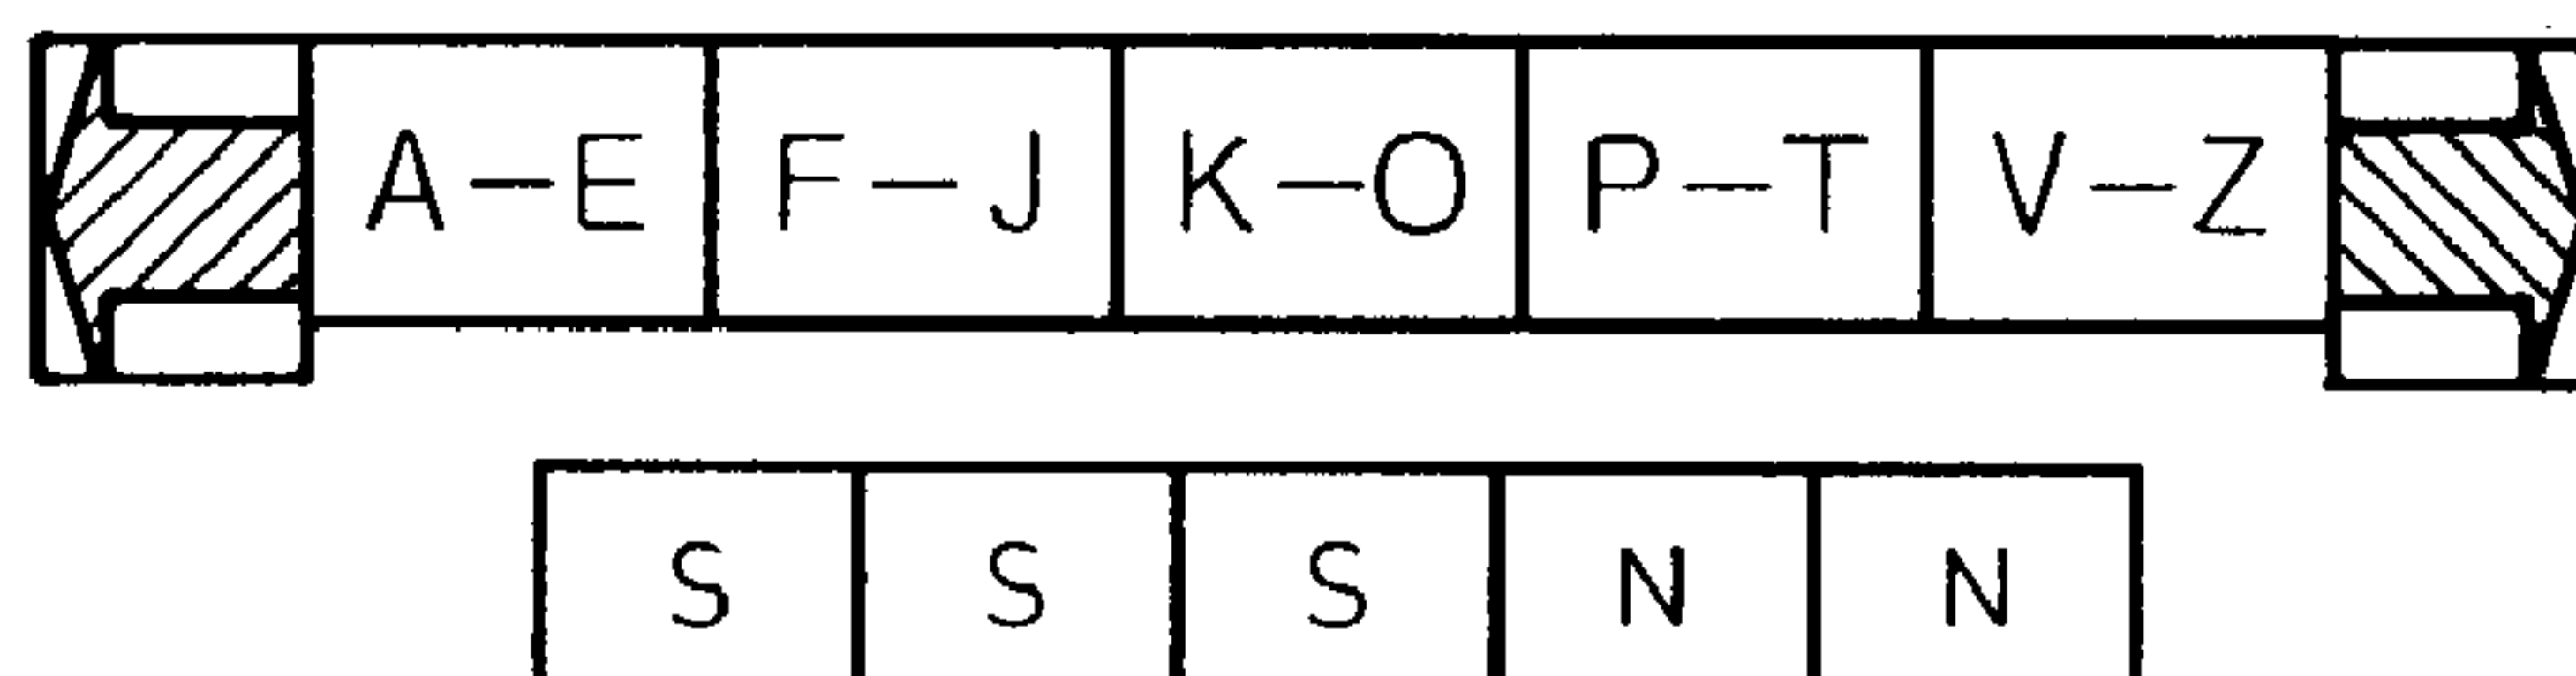 A–E F–J K–O P–T V–Z
S S S N N